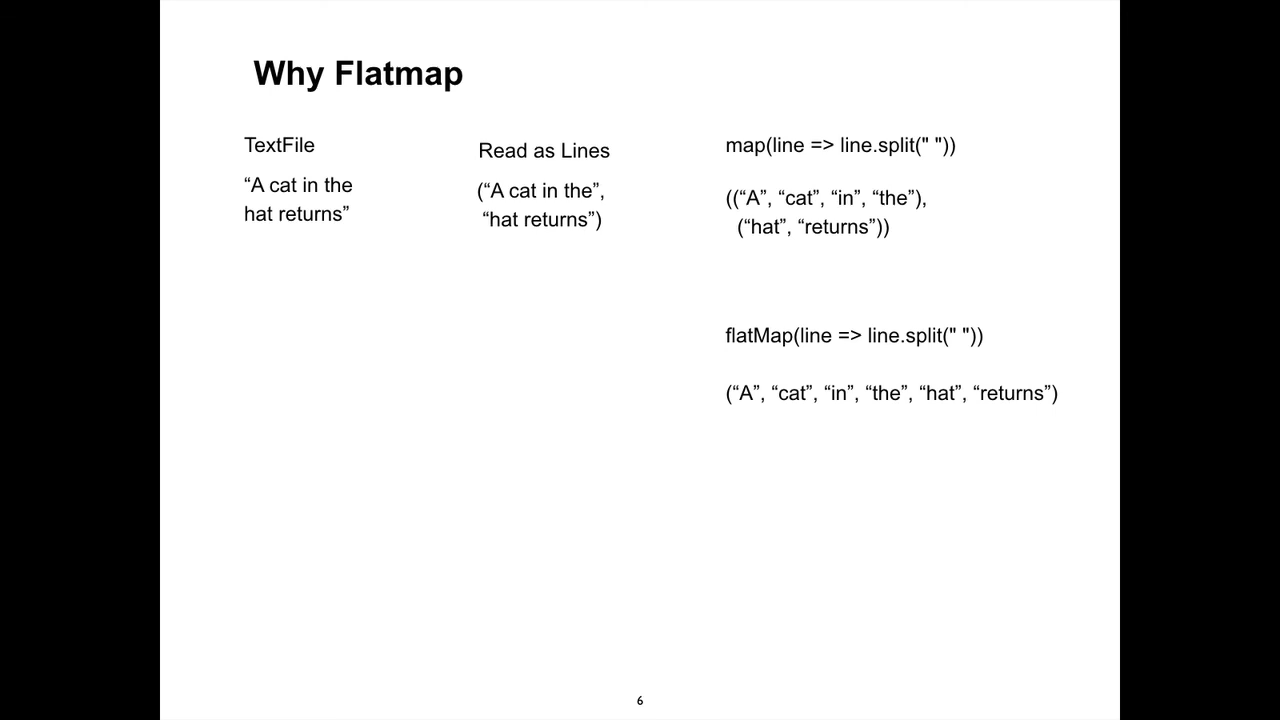 Why Flatmap
TextFile
“A cat in the
hat returns”
Read as Lines
(“A cat in the”,
“hat returns”)
map(line => line.split(" "))
((“A”, “cat”, “in”, “the”),
(“hat”, “returns”))
flatMap(line => line.split(" "))
(“A”, “cat”, “in”, “the”, “hat”, “returns”)
6